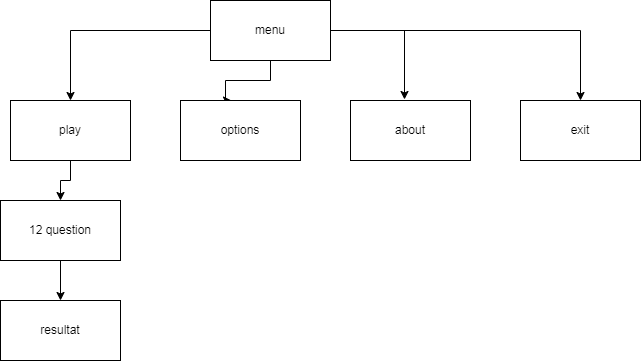 menu
play
options
about
exit
12 question
resultat